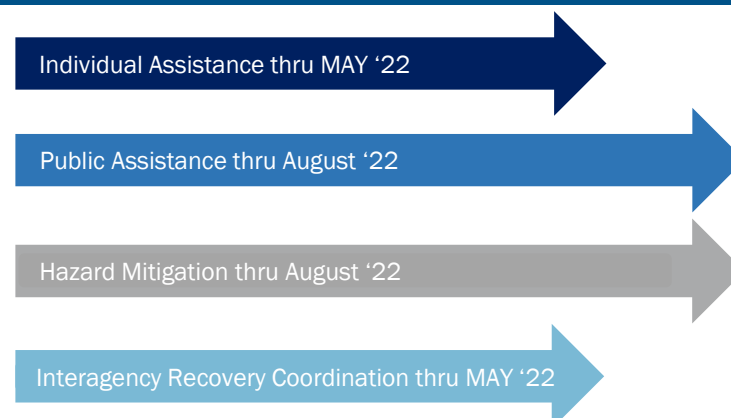 Individual Assistance thru MAY ‘22
Public Assistance thru August ‘22
Hazard Mitigation thru August ‘22
Interagency Recovery Coordination thru MAY ‘22